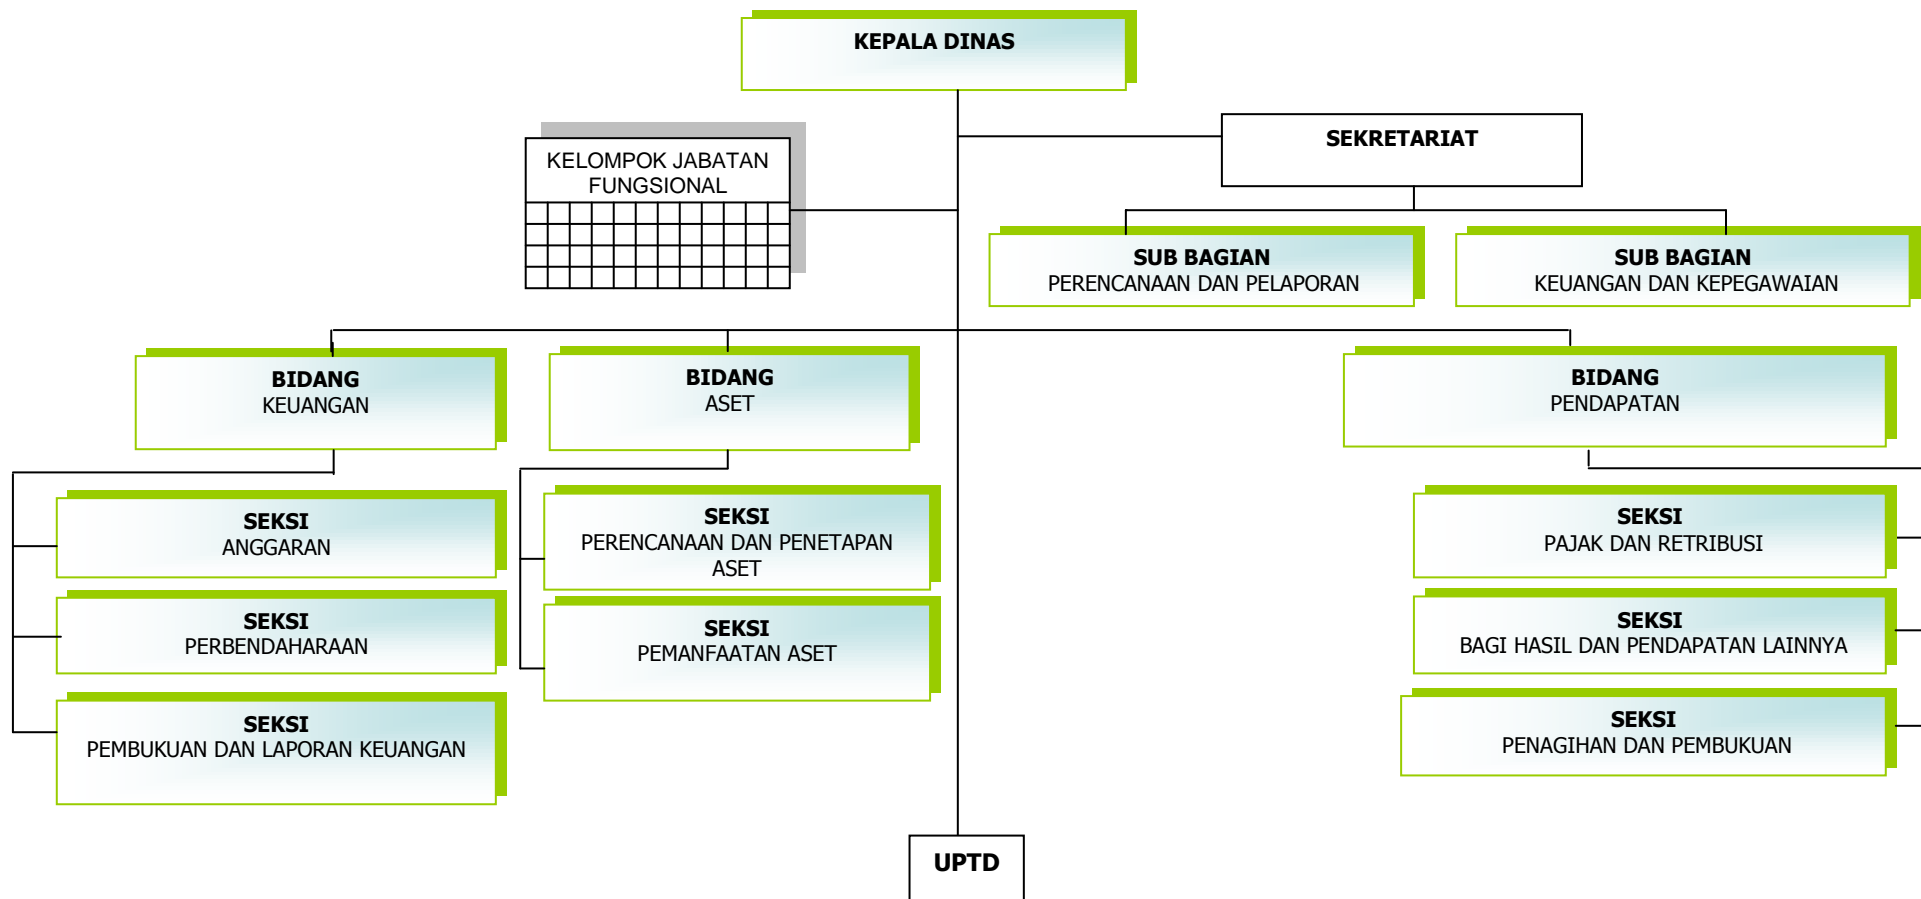 KEPALA DINAS
SEKRETARIAT
KELOMPOK JABATAN
FUNGSIONAL
SUB BAGIAN
PERENCANAAN DAN PELAPORAN
SUB BAGIAN
KEUANGAN DAN KEPEGAWAIAN
BIDANG
KEUANGAN
BIDANG
ASET
BIDANG
PENDAPATAN
SEKSI
ANGGARAN
SEKSI
PERBENDAHARAAN
SEKSI
PEMBUKUAN DAN LAPORAN KEUANGAN
SEKSI
PERENCANAAN DAN PENETAPAN
ASET
SEKSI
PEMANFAATAN ASET
SEKSI
PAJAK DAN RETRIBUSI
SEKSI
BAGI HASIL DAN PENDAPATAN LAINNYA
SEKSI
PENAGIHAN DAN PEMBUKUAN
UPTD